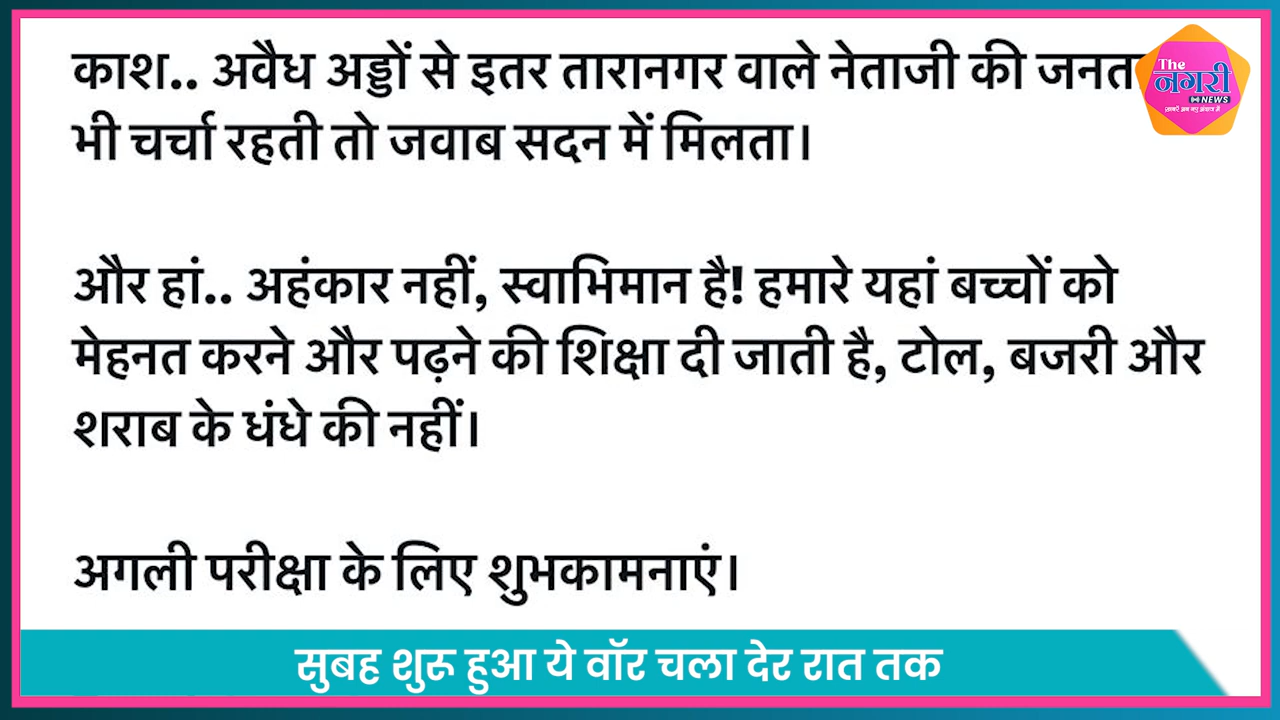 काश.. अवैध अड्डों से इतर तारानगर वाले नेताजी की
भी चर्चा रहती तो जवाब सदन में मिलता।
और हां.. अहंकार नहीं, स्वाभिमान है! हमारे यहां बच्चों को
मेहनत करने और पढ़ने की शिक्षा दी जाती है, टोल, बजरी और
शराब के धंधे की नहीं।
अगली परीक्षा के लिए शुभकामनाएं।
The
नगरी
NEWS
सुबह शुरू हुआ ये वॉर चला देर रात तक